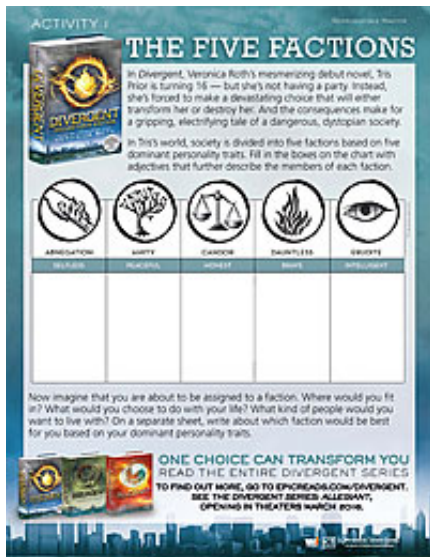 ACTIVITY 1
THE FIVE FACTIONS
DIVERGENT
DIVERGENT
In Divergent, Veronica Roth's mesmerizing debut novel, Tris
Prior is turning 16 — but she's not having a party. Instead,
she's forced to make a devastating choice that will either
transform her or destroy her. And the consequences make for
a gripping, electrifying tale of a dangerous, dystopian society.
In Tris's world, society is divided into five factions based on five
dominant personality traits. Fill in the boxes on the chart with
adjectives that further describe the members of each faction.
ABNEGATION AMITY CANDOR DAUNTLESS ERUDITE
SELFLESS PEACEFUL HONEST BRAVE INTELLIGENT
Now imagine that you are about to be assigned to a faction. Where would you fit
in? What would you choose to do with your life? What kind of people would you
want to live with? On a separate sheet, write about which faction would be best
for you based on your dominant personality traits.
ONE CHOICE CAN TRANSFORM YOU
READ THE ENTIRE DIVERGENT SERIES
TO FIND OUT MORE, GO TO EPICREADS.COM/DIVERGENT.
SEE THE DIVERGENT SERIES: ALLEGIANT,
OPENING IN THEATERS MARCH 2016.